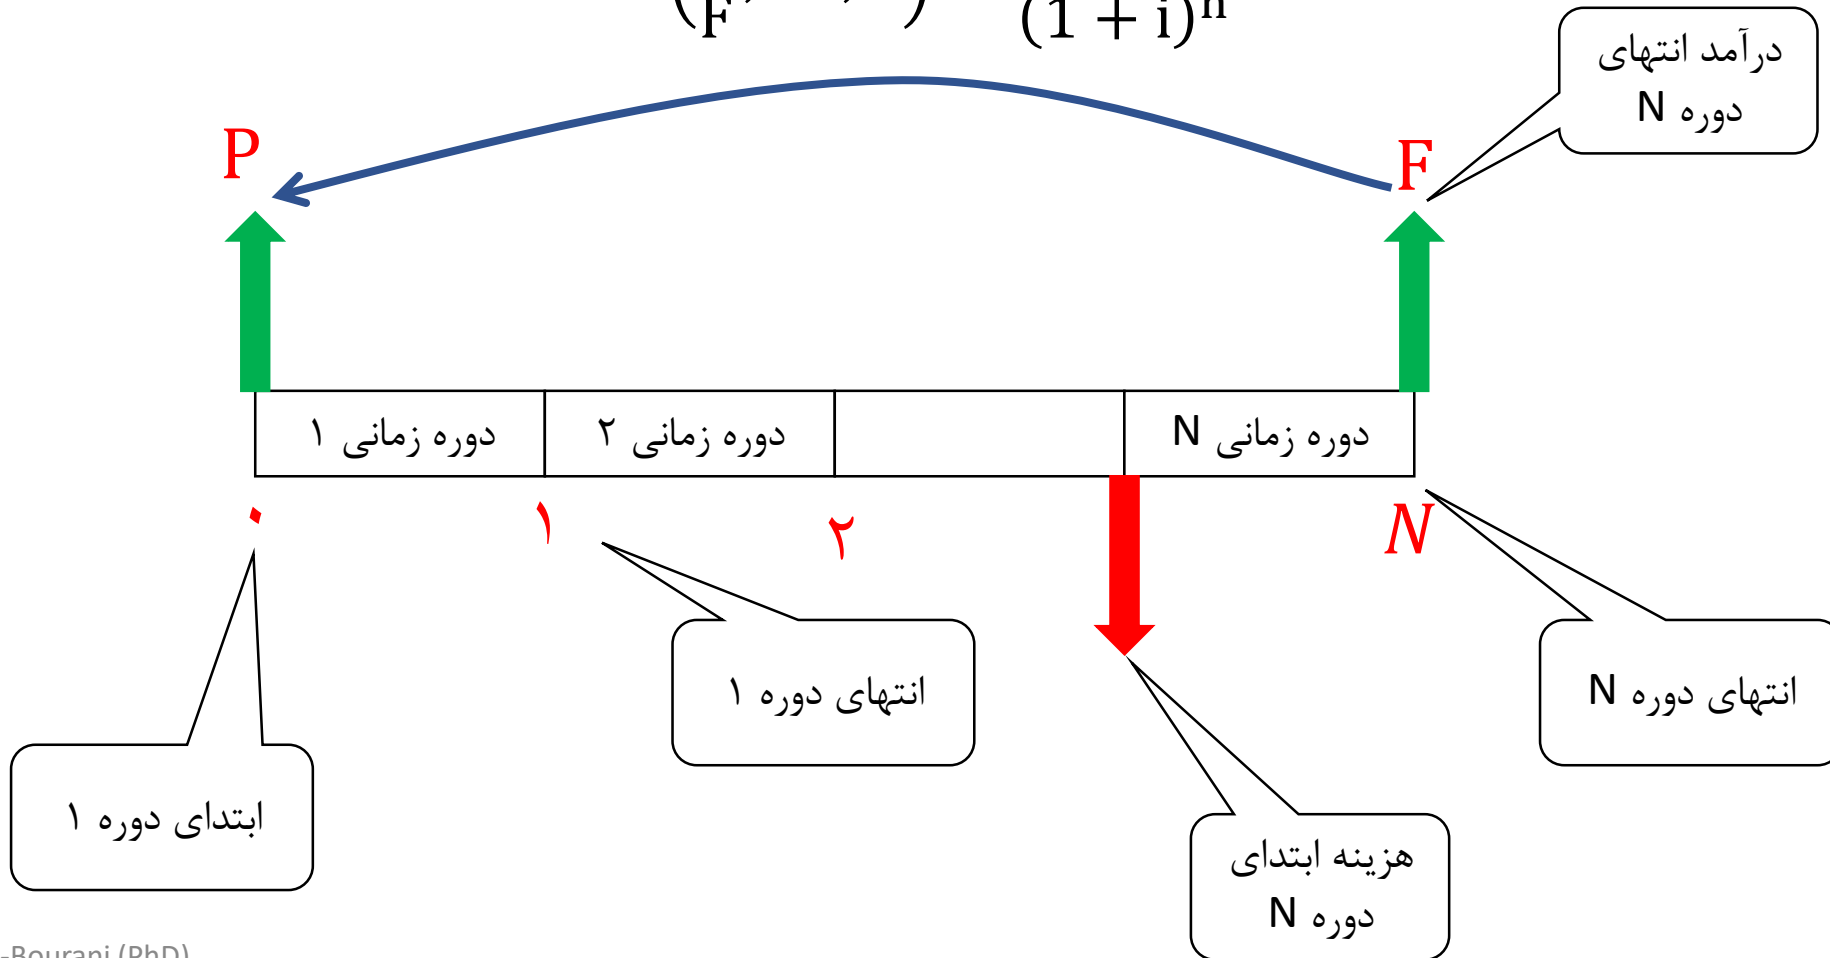 (1 + i)ⁿ
درآمد انتهای
دوره N
P
F
دوره زمانی ۱
دوره زمانی ۲
دوره زمانی N
۰
۱
۲
N
انتهای دوره ۱
انتهای دوره N
ابتدای دوره ۱
هزینه ابتدای
دوره N
-Bourani (PhD)